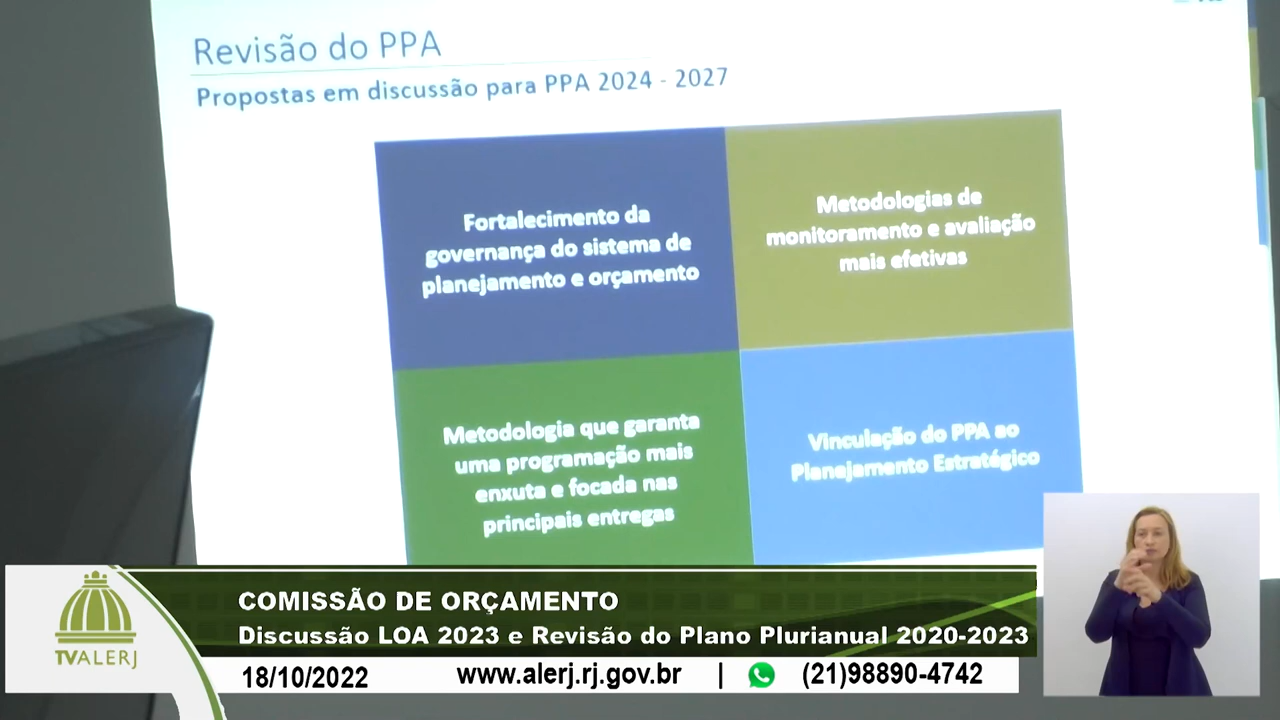 Revisão do PPA
Propostas em discussão para PPA 2024 - 2027
Fortalecimento da
governança do sistema de
planejamento e orçamento
Metodologias de
monitoramento e avaliação
mais efetivas
Metodologia que garanta
uma programação mais
enxuta e focada nas
principais entregas
Vinculação do PPA ao
Planejamento Estratégico
COMISSÃO DE ORÇAMENTO
Discussão LOA 2023 e Revisão do Plano Plurianual 2020-2023
TVALERJ
18/10/2022 www.alerj.rj.gov.br | (21)98890-4742